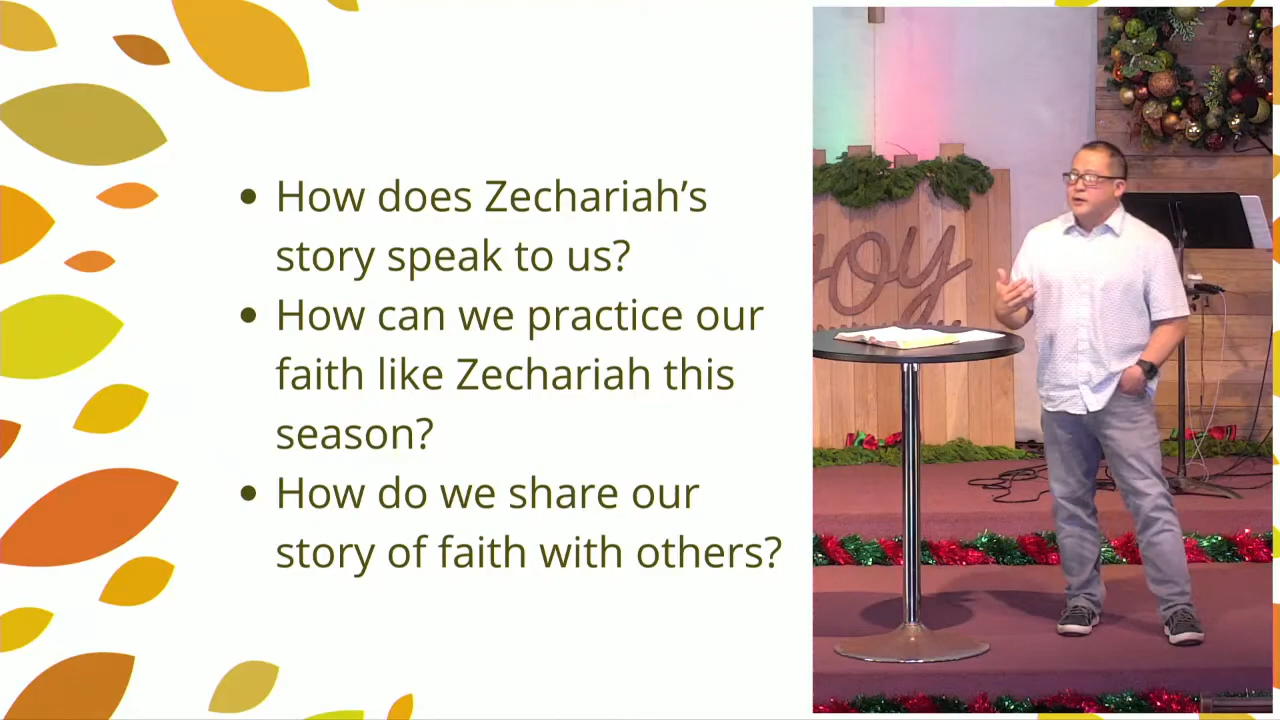 • How does Zechariah’s
story speak to us?
• How can we practice our
faith like Zechariah this
season?
• How do we share our
story of faith with others?
joy